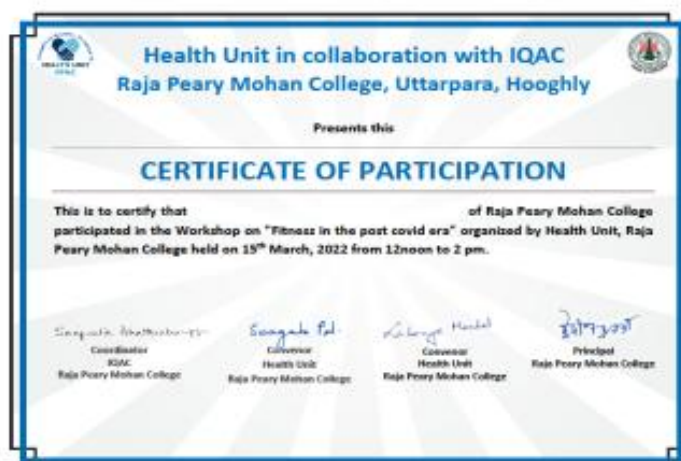 HEALTH UNIT
Health Unit in collaboration with IQAC
Raja Peary Mohan College, Uttarpara, Hooghly
Presents this
CERTIFICATE OF PARTICIPATION
This is to certify that of Raja Peary Mohan College
participated in the Workshop on "Fitness in the post covid era" organized by Health Unit, Raja
Peary Mohan College held on 15th March, 2022 from 12noon to 2 pm.
Coordinator
IQAC
Raja Peary Mohan College
Convenor
Health Unit
Raja Peary Mohan College
Convenor
Health Unit
Raja Peary Mohan College
Principal
Raja Peary Mohan College